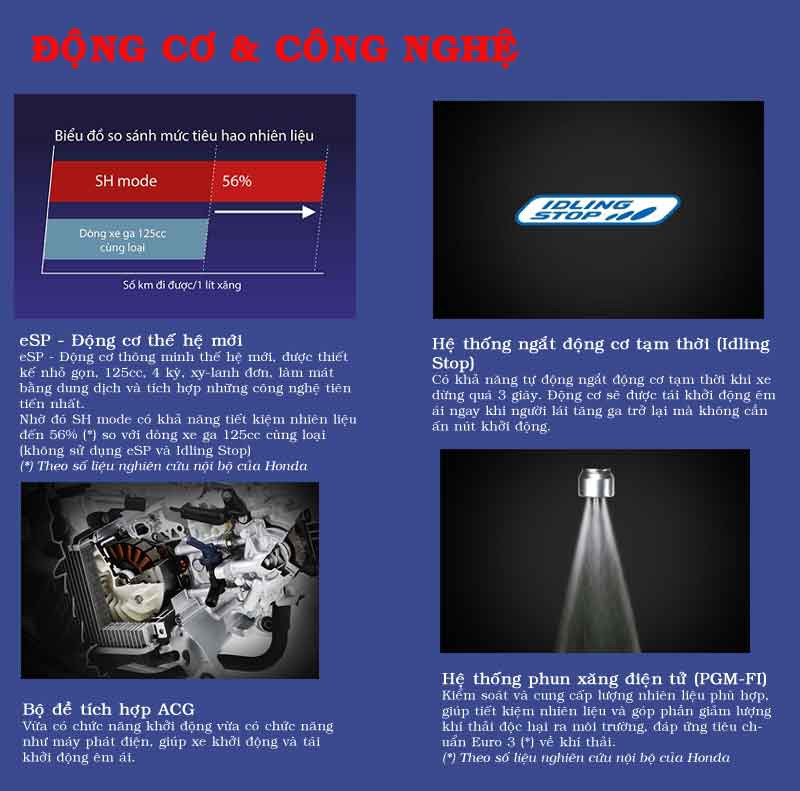 ĐỘNG CƠ & CÔNG NGHỆ
Biểu đồ so sánh mức tiêu hao nhiên liệu
SH mode
56%
Dòng xe ga 125cc
cùng loại
Số km đi được/1 lít xăng
eSP - Động cơ thế hệ mới
eSP - Động cơ thông minh thế hệ mới, được thiết
kế nhỏ gọn, 125cc, 4 kỳ, xy-lanh đơn, làm mát
bằng dung dịch và tích hợp những công nghệ tiên
tiến nhất.
Nhờ đó SH mode có khả năng tiết kiệm nhiên liệu
đến 56% (*) so với dòng xe ga 125cc cùng loại
(không sử dụng eSP và Idling Stop)
(*) Theo số liệu nghiên cứu nội bộ của Honda
Bộ đề tích hợp ACG
Vừa có chức năng khởi động vừa có chức năng
như máy phát điện, giúp xe khởi động và tái
khởi động êm ái.
IDLING
STOP
Hệ thống ngắt động cơ tạm thời (Idling
Stop)
Có khả năng tự động ngắt động cơ tạm thời khi xe
dừng quá 3 giây. Động cơ sẽ được tái khởi động êm
ái ngay khi người lái tăng ga trở lại mà không cần
ấn nút khởi động.
Hệ thống phun xăng điện tử (PGM-FI)
Kiểm soát và cung cấp lượng nhiên liệu phù hợp,
giúp tiết kiệm nhiên liệu và góp phần giảm lượng
khí thải độc hại ra môi trường, đáp ứng tiêu ch-
uẩn Euro 3 (*) về khí thải.
(*) Theo số liệu nghiên cứu nội bộ của Honda